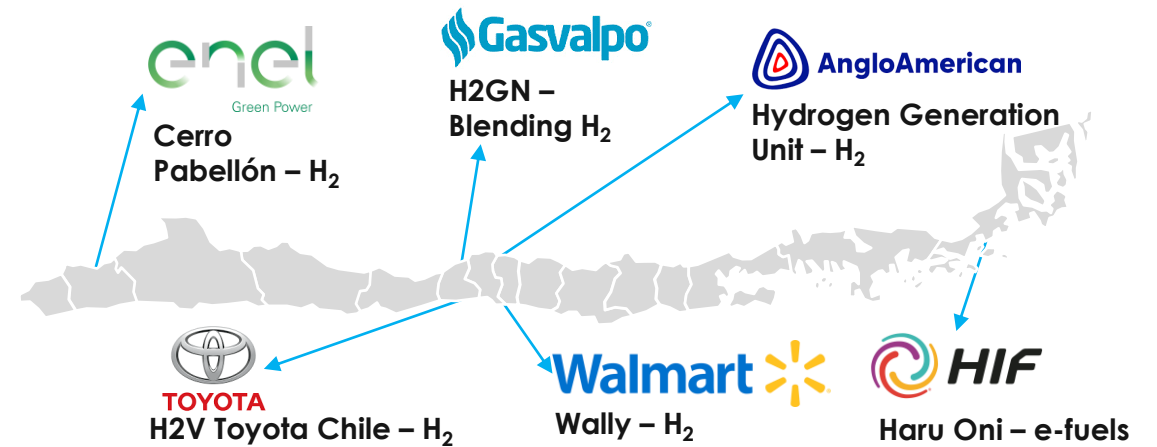 enel
Green Power
Cerro
Pabellón – H₂
Gasvalpo
H2GN –
Blending H₂
AngloAmerican
Hydrogen Generation
Unit – H₂
TOYOTA
H2V Toyota Chile – H₂
Walmart
Wally – H₂
HIF
Haru Oni – e-fuels